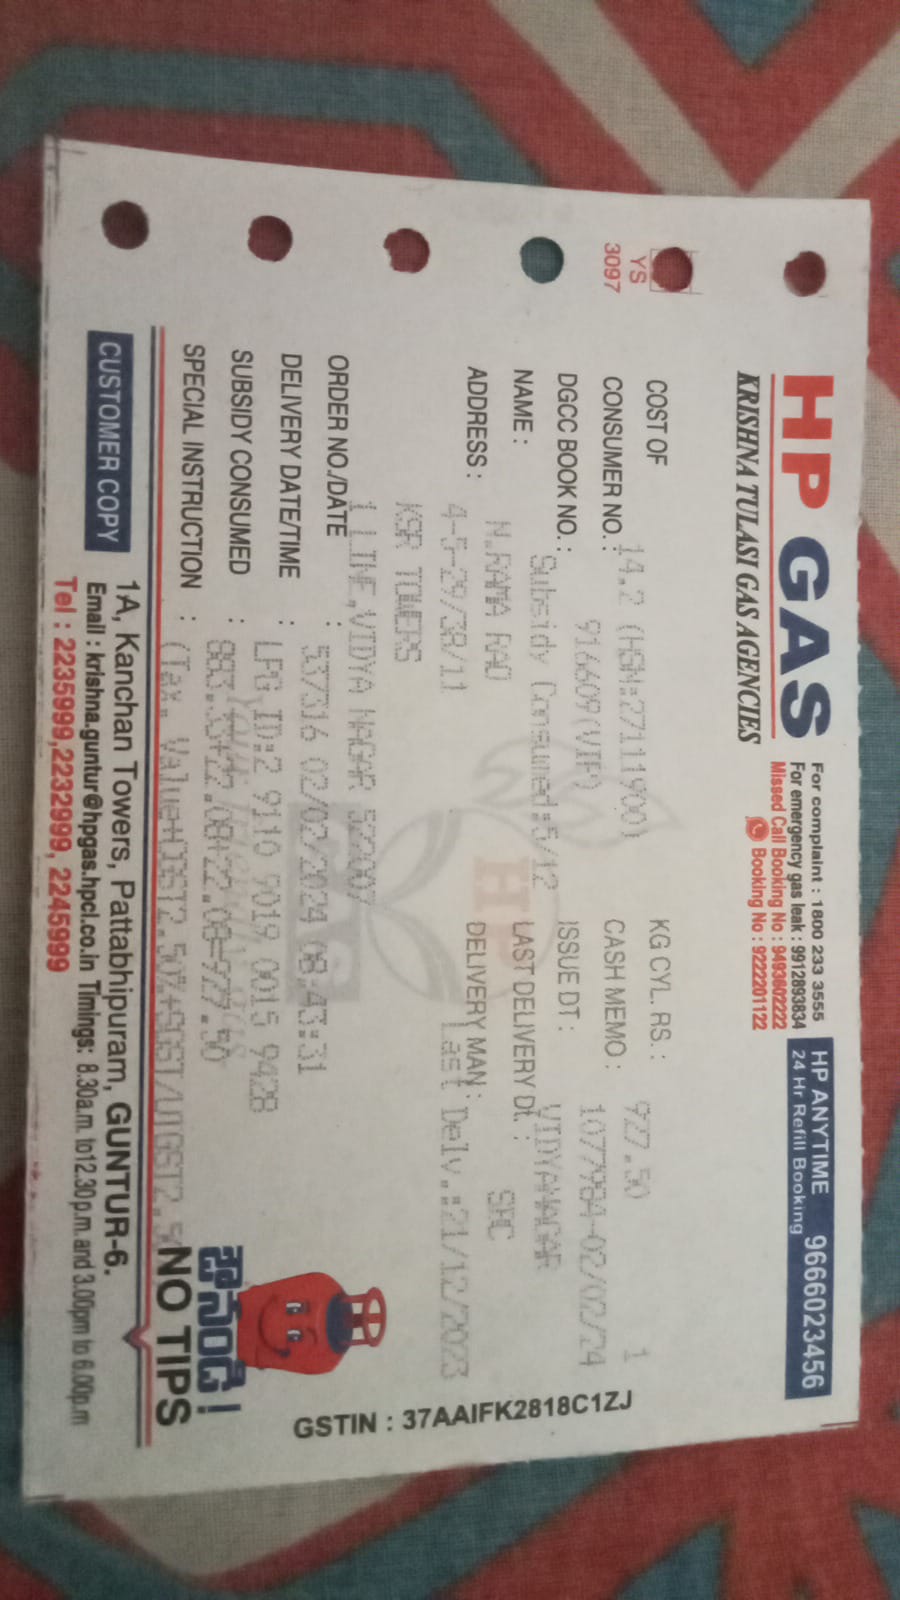 HP GAS
KRISHNA TULASI GAS AGENCIES
For complaint : 1800 233 3555
For emergency gas leak : 9912893834
Missed Call Booking No : 9493602222
Booking No : 9222201122
HP ANYTIME 9666023456
24 Hr Refill Booking
YS
3097
COST OF 14.2 (HSN:27111900) KG CYL. RS. : 927.50 1
CONSUMER NO. : 916609(VIP) CASH MEMO : 1077984-02/02/24
DGCC BOOK NO. : Subsidy Consumed:5/12 ISSUE DT : VIDYANAGAR
NAME : N.RAMA RAO LAST DELIVERY Dt. : SRC
ADDRESS : 4-5-29/38/11 DELIVERY MAN : Last Delv.:21/12/2023
KSR TOWERS
1 LINE,VIDYA NAGAR 522007
ORDER NO./DATE : 537316 02/02/2024 08:43:31
DELIVERY DATE/TIME : LPG ID:2 9110 9019 0015 9428
SUBSIDY CONSUMED : 883.33+22.08+22.08=927.50
SPECIAL INSTRUCTION : (Tax. Value+CGST2.50%+SGST/UTGST2.50
HP
GSTIN : 37AAIFK2818C1ZJ
NO TIPS
CUSTOMER COPY
1A, Kanchan Towers, Pattabhipuram, GUNTUR-6.
Email : krishna.guntur@hpgas.hpcl.co.in Timings: 8.30a.m. to12.30p.m. and 3.00pm to 6.00p.m
Tel : 2235999,2232999, 2245999